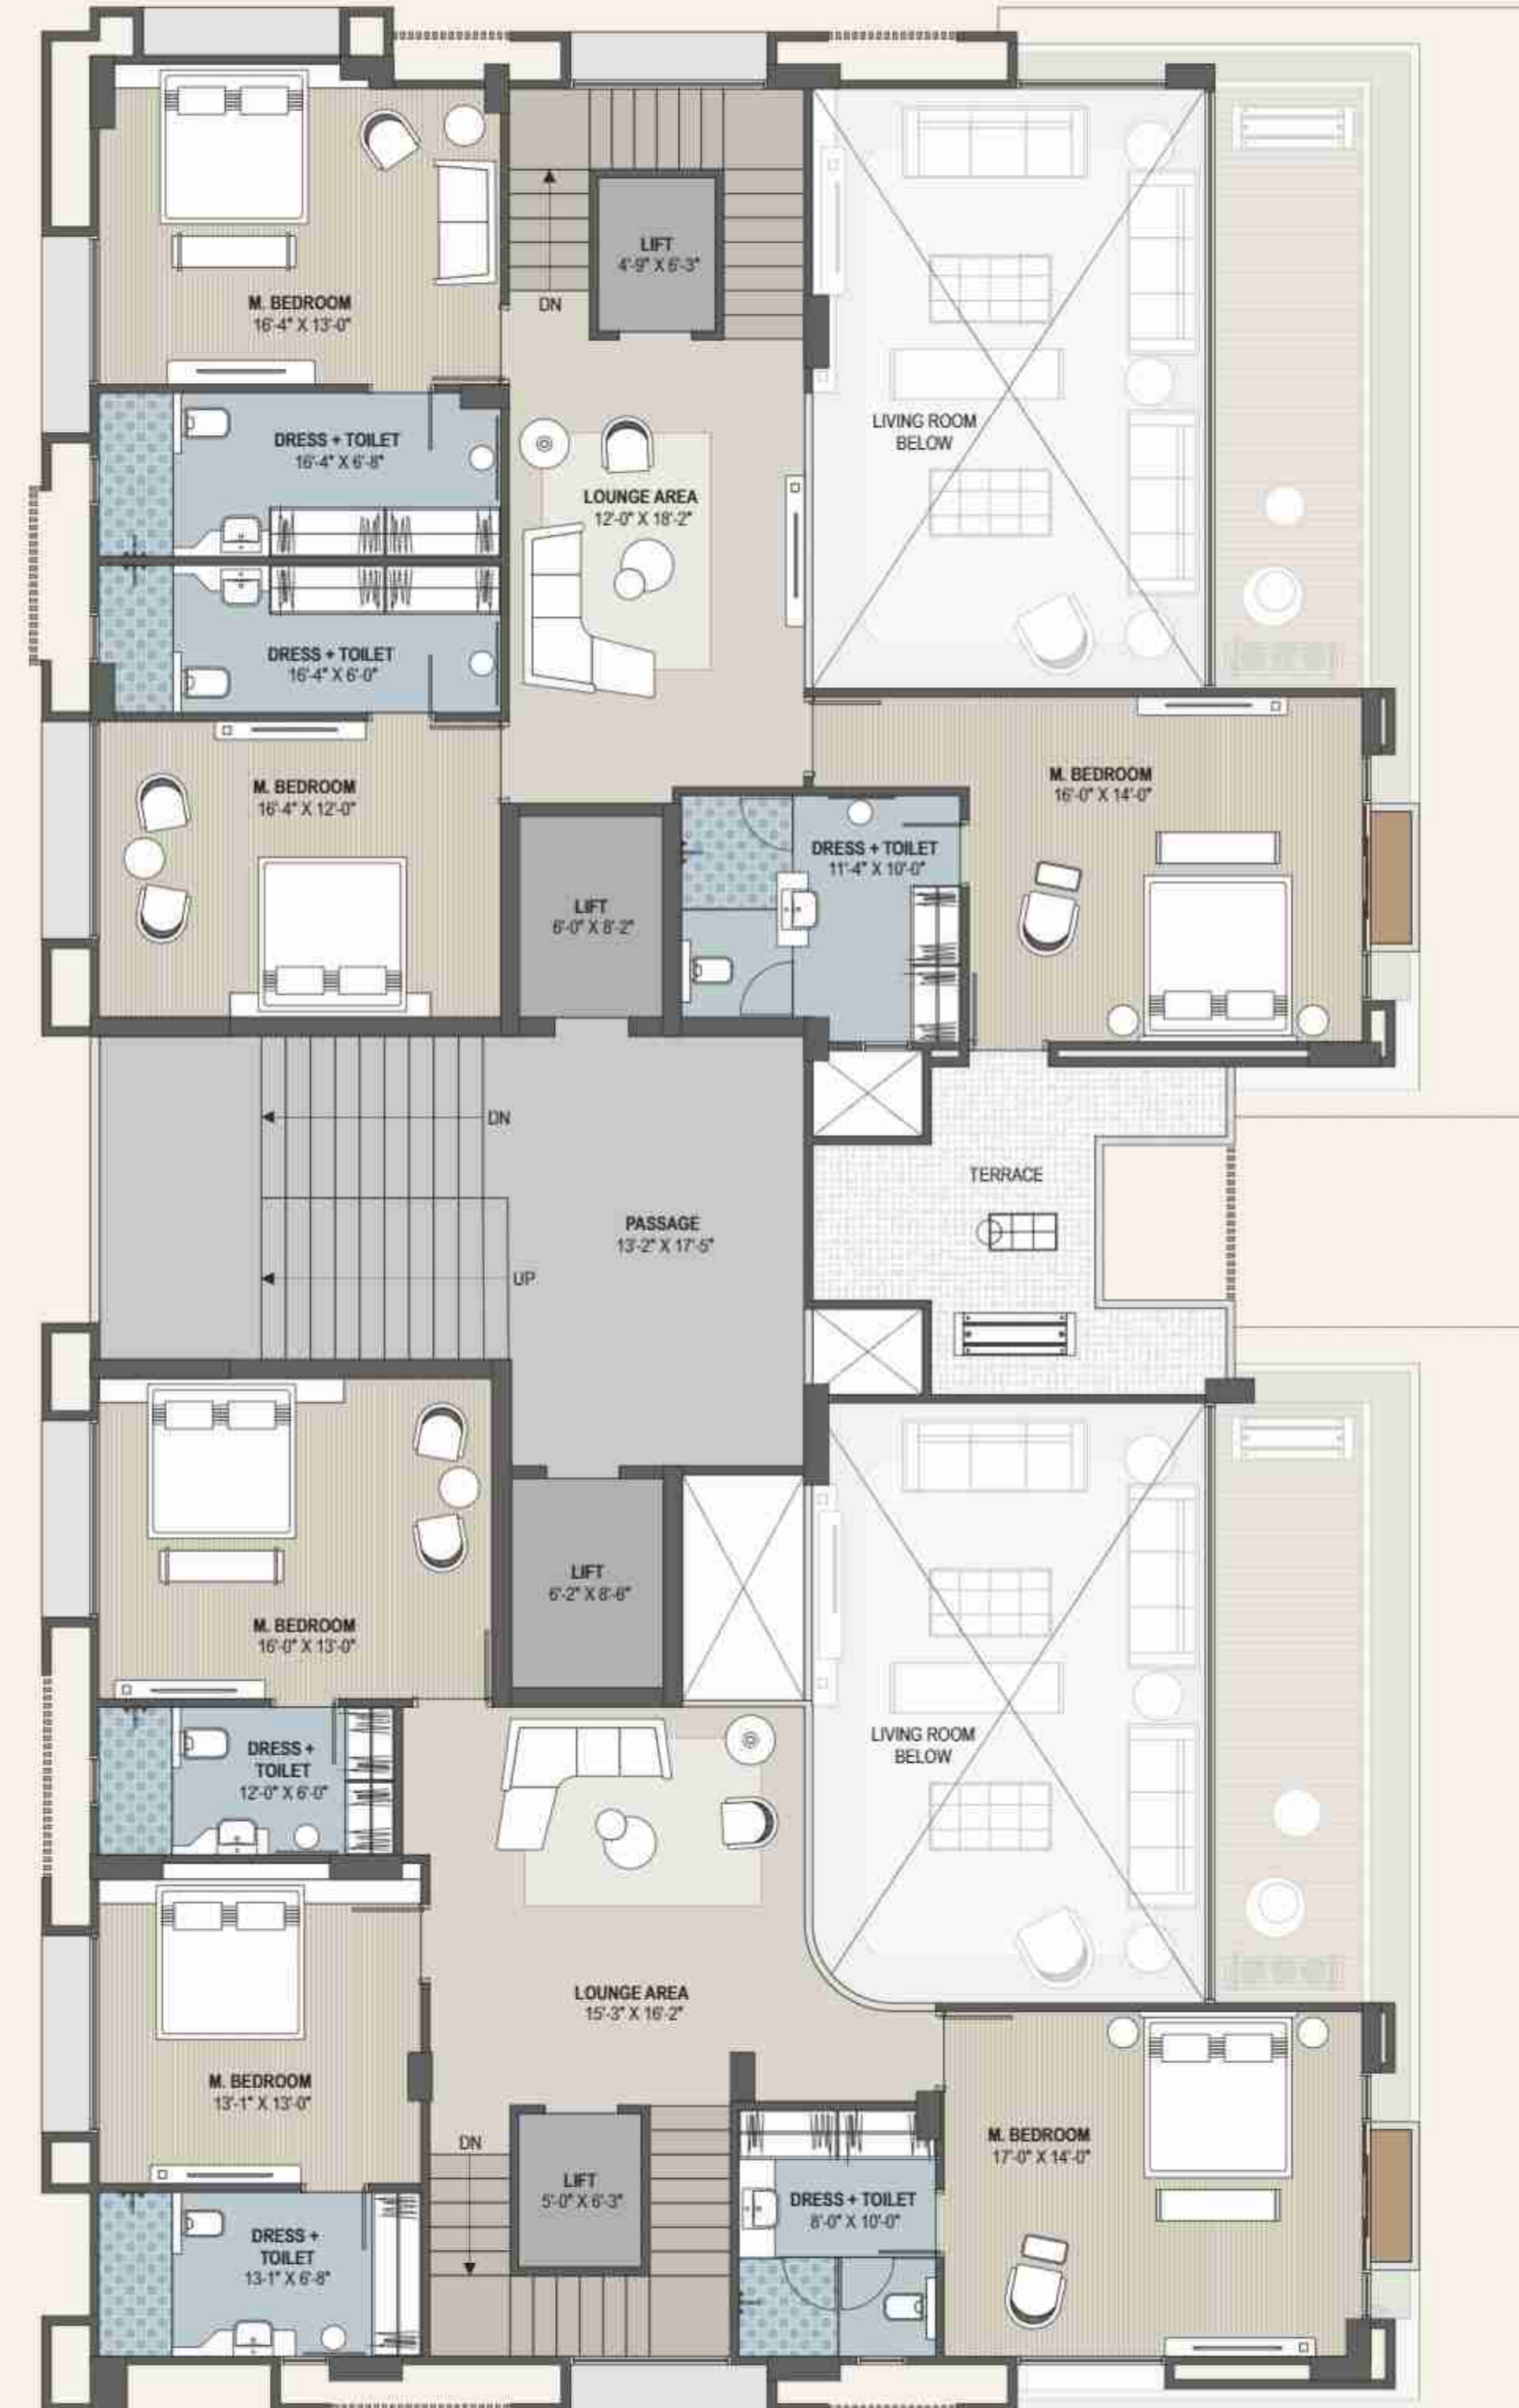 LIFT
4'-9" X 6'-3"
M. BEDROOM
16'-4" X 13'-0"
DN
LIVING ROOM
BELOW
DRESS + TOILET
16'-4" X 6'-8"
LOUNGE AREA
12'-0" X 18'-2"
DRESS + TOILET
16'-4" X 6'-0"
M. BEDROOM
16'-4" X 12'-0"
M. BEDROOM
16'-0" X 14'-0"
DRESS + TOILET
11'-4" X 10'-0"
LIFT
6'-0" X 8'-2"
DN
TERRACE
PASSAGE
13'-2" X 17'-5"
UP
LIFT
6'-2" X 8'-6"
M. BEDROOM
16'-0" X 13'-0"
LIVING ROOM
BELOW
DRESS +
TOILET
12'-0" X 6'-0"
LOUNGE AREA
15'-3" X 16'-2"
M. BEDROOM
13'-1" X 13'-0"
DN
M. BEDROOM
17'-0" X 14'-0"
LIFT
5'-0" X 6'-3"
DRESS + TOILET
8'-0" X 10'-0"
DRESS +
TOILET
13-1" X 6'-8"